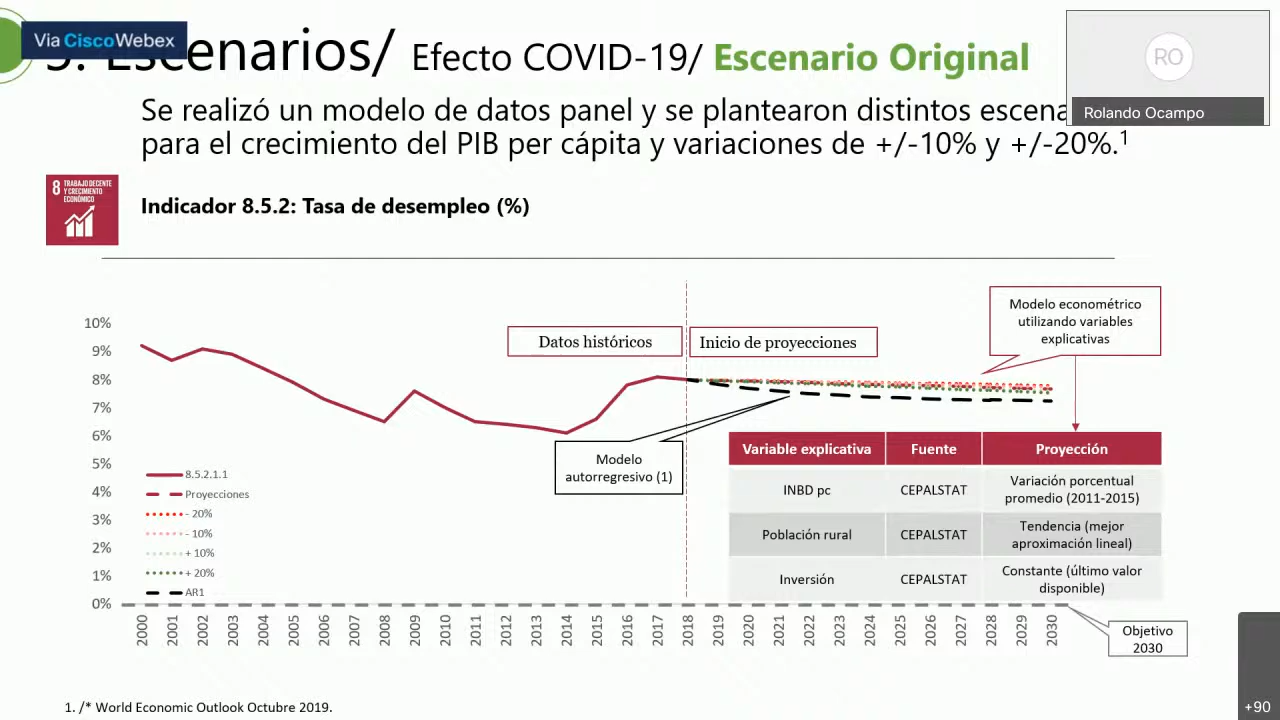 Vía CiscoWebex
Escenarios/ Efecto COVID-19/ Escenario Original
RO
Rolando Ocampo
Se realizó un modelo de datos panel y se plantearon distintos
para el crecimiento del PIB per cápita y variaciones de +/-10% y +/-20%.¹
8 TRABAJO DECENTE
Y CRECIMIENTO
ECONÓMICO
Indicador 8.5.2: Tasa de desempleo (%)
Modelo econométrico
utilizando variables
explicativas
Datos históricos
Inicio de proyecciones
10%
9%
8%
7%
6%
5%
4%
3%
2%
1%
0%
Modelo
autorregresivo (1)
8.5.2.1.1
Proyecciones
- 20%
- 10%
+ 10%
+ 20%
AR1
Variable explicativa Fuente Proyección
INBD pc CEPALSTAT Variación porcentual
promedio (2011-2015)
Población rural CEPALSTAT Tendencia (mejor
aproximación lineal)
Inversión CEPALSTAT Constante (último valor
disponible)
2000 2001 2002 2003 2004 2005 2006 2007 2008 2009 2010 2011 2012 2013 2014 2015 2016 2017 2018 2019 2020 2021 2022 2023 2024 2025 2026 2027 2028 2029 2030
Objetivo
2030
1. /* World Economic Outlook Octubre 2019.
+90